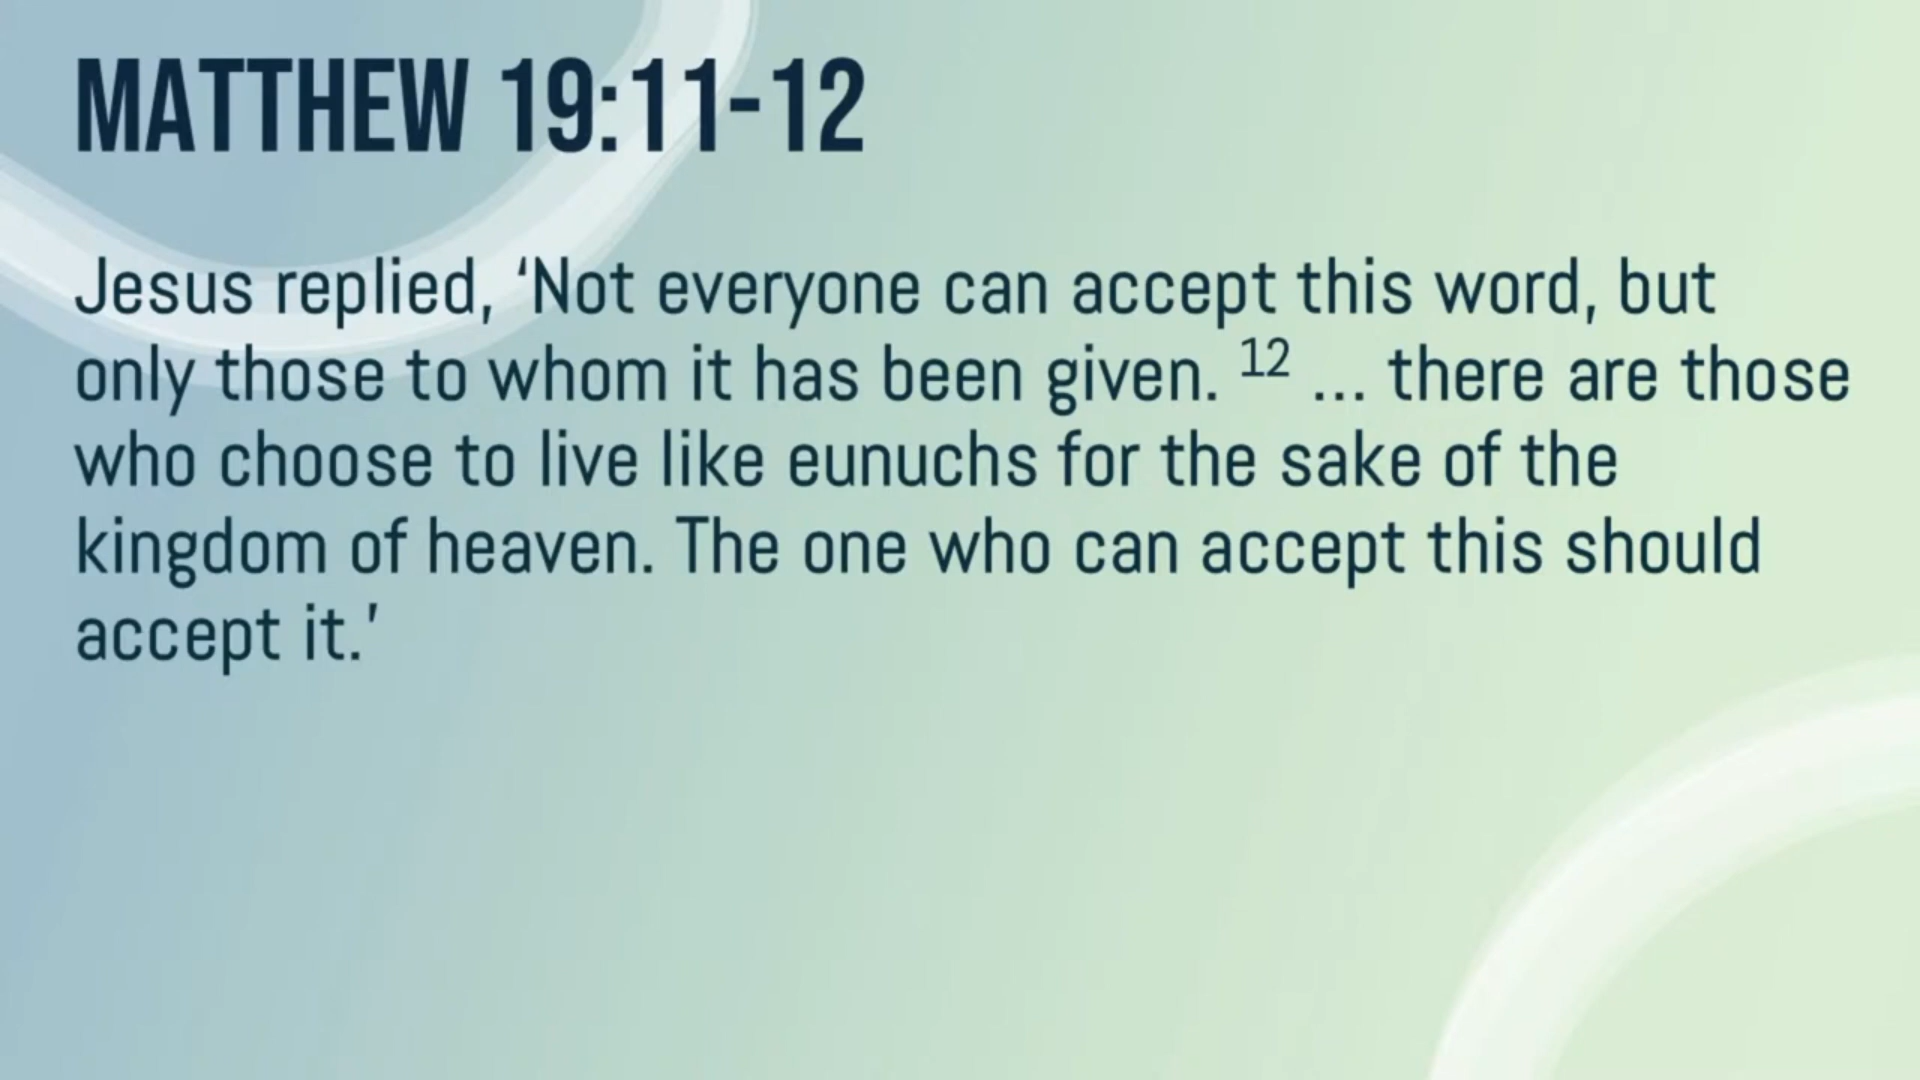 MATTHEW 19:11-12
Jesus replied, ‘Not everyone can accept this word, but
only those to whom it has been given. 12 ... there are those
who choose to live like eunuchs for the sake of the
kingdom of heaven. The one who can accept this should
accept it.’